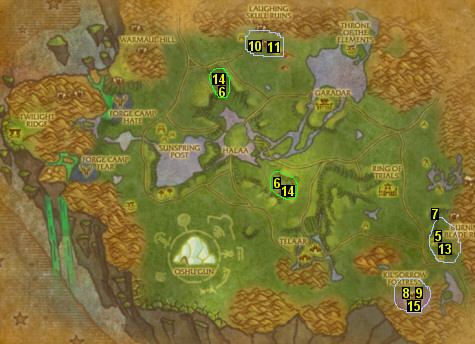 LAUGHING
SKULL RUINS
10 11
THRONE
OF THE
ELEMENTS
WARMAUL HILL
14
6
GARADAR
FORGE CAMP
HATE
TWILIGHT
RIDGE
SUNSPRING
POST
HALAA
FORGE CAMP
FEAR
RING OF
TRIALS
6
14
7
5
13
TELAAR
OSHU'GUN
KIL'SORROW
FORTRESS
8 9
15